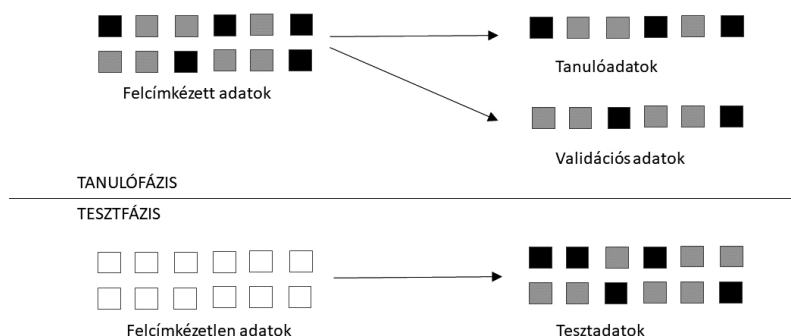 Felcímkézett adatok
Tanulóadatok
Validációs adatok
TANULÓFÁZIS
TESZTFÁZIS
Felcímkézetlen adatok
Tesztadatok